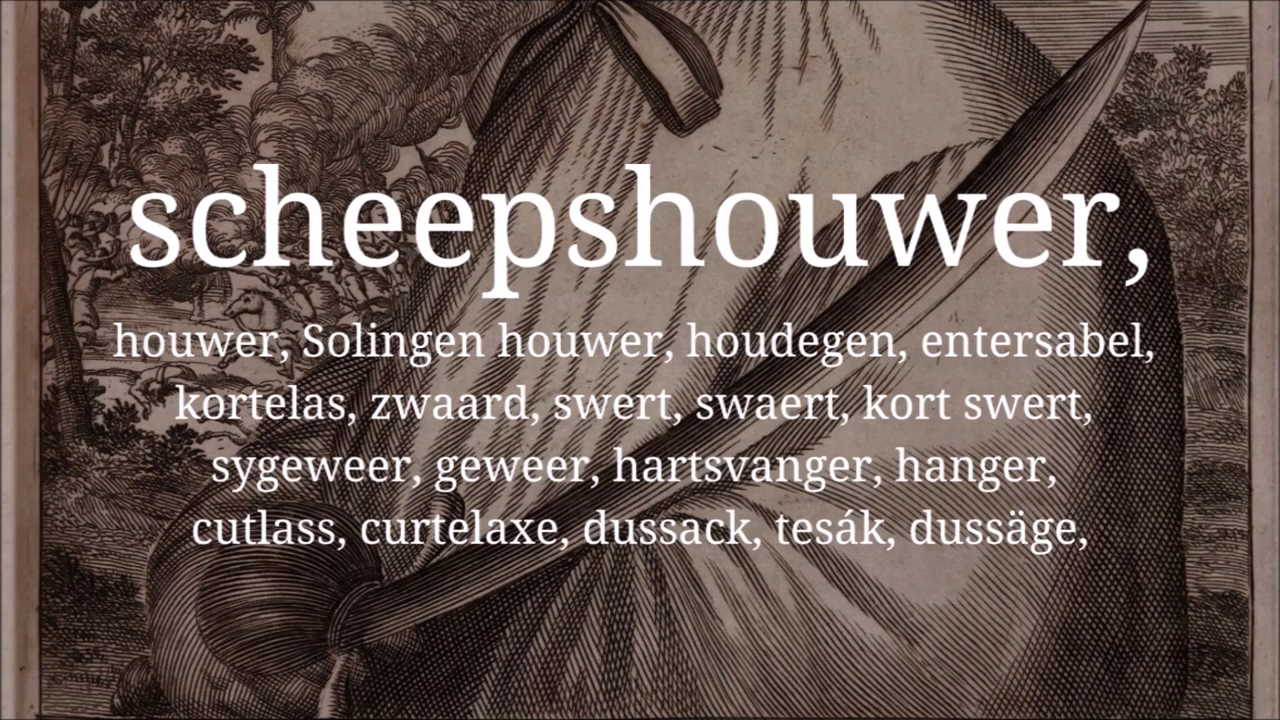 scheepshouwer,
houwer, Solingen houwer, houdegen, entersabel,
kortelas, zwaard, swert, swaert, kort swert,
sygeweer, geweer, hartsvanger, hanger,
cutlass, curtelaxe, dussack, tesák, dussäge,